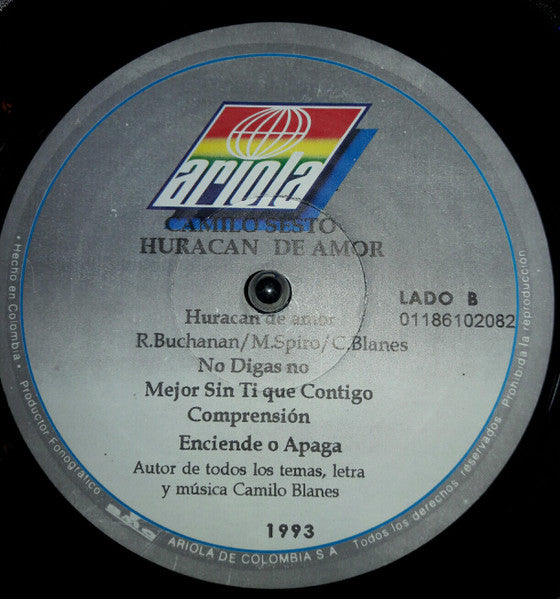 ariola
CAMILO SESTO
HURACAN DE AMOR
LADO B
01186102082
Huracan de amor
R.Buchanan/M.Spiro/C.Blanes
No Digas no
Mejor Sin Ti que Contigo
Comprensión
Enciende o Apaga
Autor de todos los temas, letra
y música Camilo Blanes
1993
• Hecho en Colombia •
Productor Fonográfico
ARIOLA DE COLOMBIA S A
Todos los derechos reservados
Prohibida la reproducción